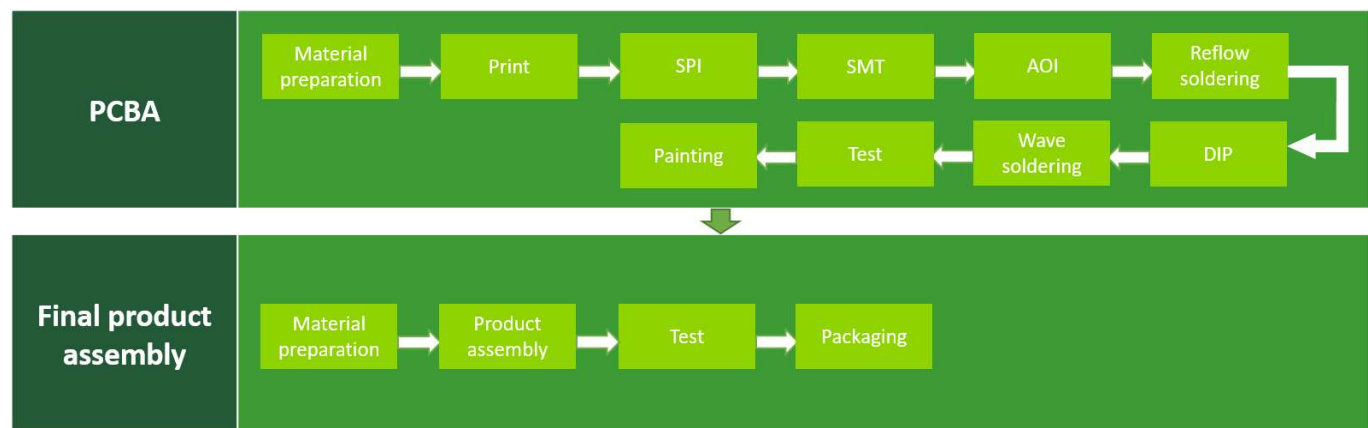 PCBA
Material
preparation
Print
SPI
SMT
AOI
Reflow
soldering
DIP
Wave
soldering
Test
Painting
Final product
assembly
Material
preparation
Product
assembly
Test
Packaging